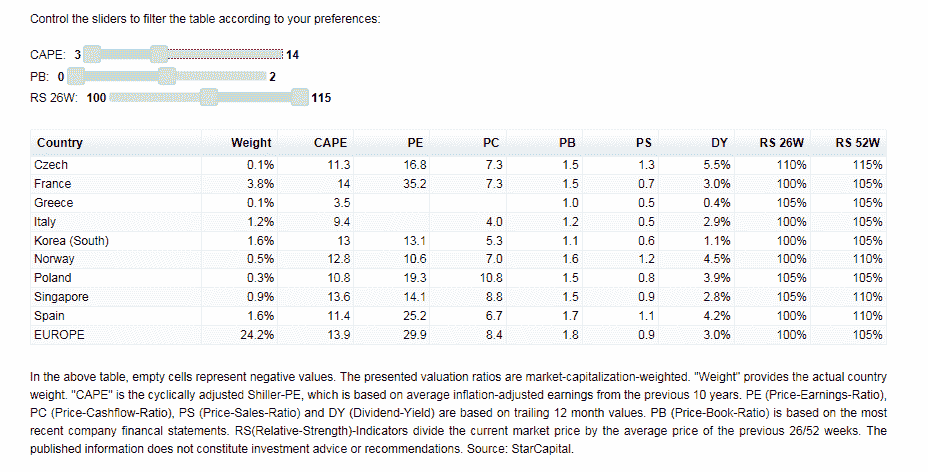 Control the sliders to filter the table according to your preferences:
CAPE: 3 14
PB: 0 2
RS 26W: 100 115
Country Weight CAPE PE PC PB PS DY RS 26W RS 52W
Czech 0.1% 11.3 16.8 7.3 1.5 1.3 5.5% 110% 115%
France 3.8% 14 35.2 7.3 1.5 0.7 3.0% 100% 105%
Greece 0.1% 3.5 1.0 0.5 0.4% 100% 105%
Italy 1.2% 9.4 4.0 1.2 0.5 2.9% 100% 105%
Korea (South) 1.6% 13 13.1 5.3 1.1 0.6 1.1% 100% 105%
Norway 0.5% 12.8 10.6 7.0 1.6 1.2 4.5% 100% 110%
Poland 0.3% 10.8 19.3 10.8 1.5 0.8 3.9% 105% 105%
Singapore 0.9% 13.6 14.1 8.8 1.5 0.9 2.8% 105% 110%
Spain 1.6% 11.4 25.2 6.7 1.7 1.1 4.2% 100% 110%
EUROPE 24.2% 13.9 29.9 8.4 1.8 0.9 3.0% 100% 105%
In the above table, empty cells represent negative values. The presented valuation ratios are market-capitalization-weighted. "Weight" provides the actual country
weight. "CAPE" is the cyclically adjusted Shiller-PE, which is based on average inflation-adjusted earnings from the previous 10 years. PE (Price-Earnings-Ratio),
PC (Price-Cashflow-Ratio), PS (Price-Sales-Ratio) and DY (Dividend-Yield) are based on trailing 12 month values. PB (Price-Book-Ratio) is based on the most
recent company financal statements. RS(Relative-Strength)-Indicators divide the current market price by the average price of the previous 26/52 weeks. The
published information does not constitute investment advice or recommendations. Source: StarCapital.